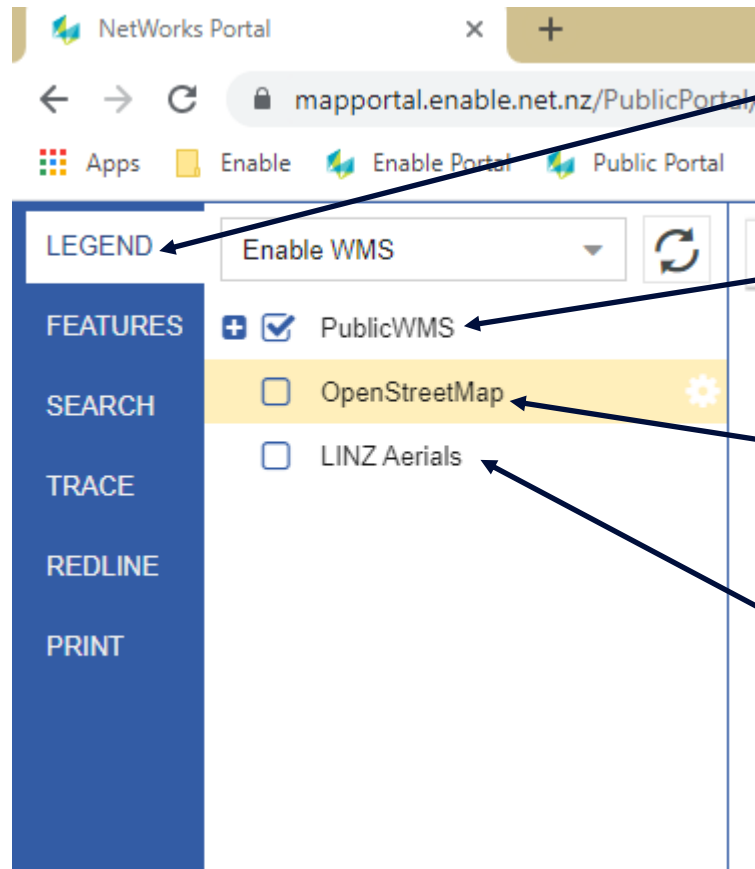 NetWorks Portal
mapportal.enable.net.nz/PublicPortal/
Apps Enable Enable Portal Public Portal
LEGEND Enable WMS
FEATURES PublicWMS
SEARCH OpenStreetMap
LINZ Aerials
TRACE
REDLINE
PRINT